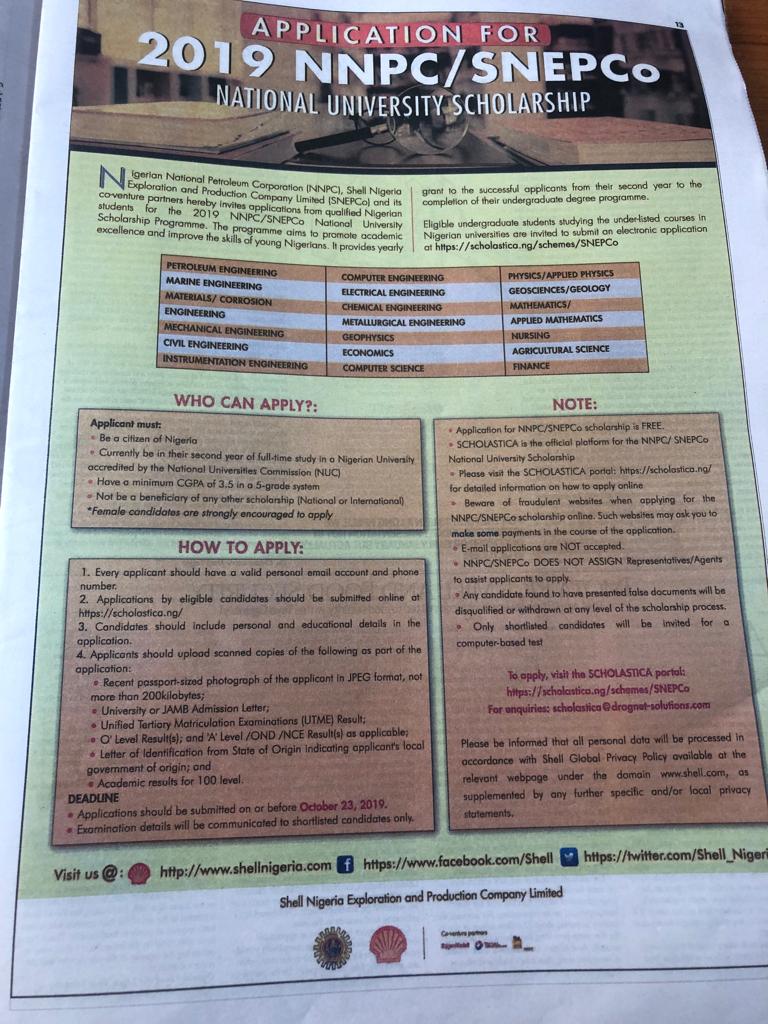 13
APPLICATION FOR
2019 NNPC/SNEPCo
NATIONAL UNIVERSITY SCHOLARSHIP
Nigerian National Petroleum Corporation (NNPC), Shell Nigeria
Exploration and Production Company Limited (SNEPCo) and its
co-venture partners hereby invites applications from qualified Nigerian
students for the 2019 NNPC/SNEPCo National University
Scholarship Programme. The programme aims to promote academic
excellence and improve the skills of young Nigerians. It provides yearly
grant to the successful applicants from their second year to the
completion of their undergraduate degree programme.
Eligible undergraduate students studying the under-listed courses in
Nigerian universities are invited to submit an electronic application
at https://scholastica.ng/schemes/SNEPCo
PETROLEUM ENGINEERING
MARINE ENGINEERING
MATERIALS/ CORROSION
ENGINEERING
MECHANICAL ENGINEERING
CIVIL ENGINEERING
INSTRUMENTATION ENGINEERING
COMPUTER ENGINEERING
ELECTRICAL ENGINEERING
CHEMICAL ENGINEERING
METALLURGICAL ENGINEERING
GEOPHYSICS
ECONOMICS
COMPUTER SCIENCE
PHYSICS/APPLIED PHYSICS
GEOSCIENCES/GEOLOGY
MATHEMATICS/
APPLIED MATHEMATICS
NURSING
AGRICULTURAL SCIENCE
FINANCE
WHO CAN APPLY?:
Applicant must:
• Be a citizen of Nigeria
• Currently be in their second year of full-time study in a Nigerian University
accredited by the National Universities Commission (NUC)
• Have a minimum CGPA of 3.5 in a 5-grade system
• Not be a beneficiary of any other scholarship (National or International)
*Female candidates are strongly encouraged to apply
HOW TO APPLY:
1. Every applicant should have a valid personal email account and phone
number.
2. Applications by eligible candidates should be submitted online at
https://scholastica.ng/
3. Candidates should include personal and educational details in the
application.
4. Applicants should upload scanned copies of the following as part of the
application:
• Recent passport-sized photograph of the applicant in JPEG format, not
more than 200kilobytes;
• University or JAMB Admission Letter;
• Unified Tertiary Matriculation Examinations (UTME) Result;
• O' Level Result(s); and 'A' Level /OND /NCE Result(s) as applicable;
• Letter of Identification from State of Origin indicating applicant's local
government of origin; and
• Academic results for 100 level.
DEADLINE
• Applications should be submitted on or before October 23, 2019.
• Examination details will be communicated to shortlisted candidates only.
NOTE:
• Application for NNPC/SNEPCo scholarship is FREE.
• SCHOLASTICA is the official platform for the NNPC/ SNEPCo
National University Scholarship
• Please visit the SCHOLASTICA portal: https://scholastica.ng/
for detailed information on how to apply online
• Beware of fraudulent websites when applying for the
NNPC/SNEPCo scholarship online. Such websites may ask you to
make some payments in the course of the application.
• E-mail applications are NOT accepted.
• NNPC/SNEPCo DOES NOT ASSIGN Representatives/Agents
to assist applicants to apply.
• Any candidate found to have presented false documents will be
disqualified or withdrawn at any level of the scholarship process.
• Only shortlisted candidates will be invited for a
computer-based test
To apply, visit the SCHOLASTICA portal:
https://scholastica.ng/schemes/SNEPCo
For enquiries: scholastica@dragnet-solutions.com
Please be informed that all personal data will be processed in
accordance with Shell Global Privacy Policy available at the
relevant webpage under the domain www.shell.com, as
supplemented by any further specific and/or local privacy
statements.
Visit us @: http://www.shellnigeria.com https://www.facebook.com/Shell https://twitter.com/Shell_Nigeri
Shell Nigeria Exploration and Production Company Limited
Co-venture partners
ExxonMobil